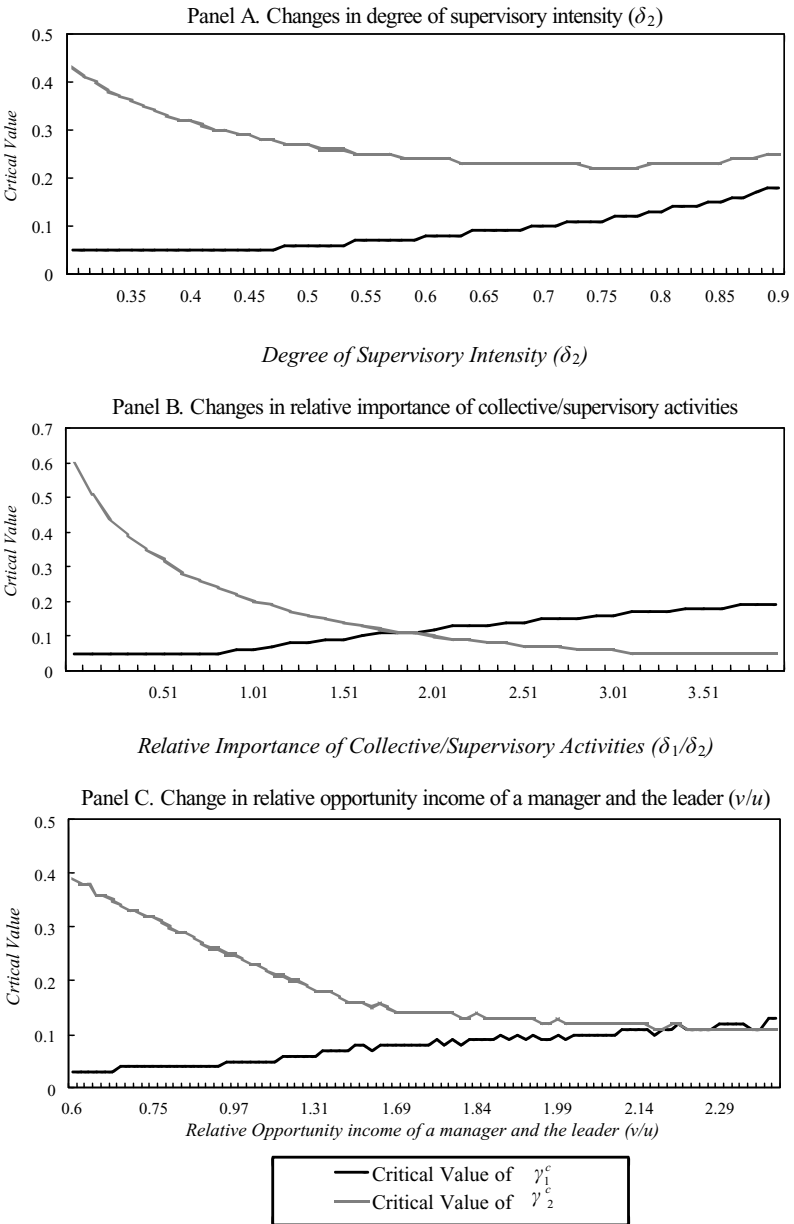 Panel A. Changes in degree of supervisory intensity (δ₂)
0.5
0.4
0.3
0.2
0.1
0
Crtical Value
0.35 0.4 0.45 0.5 0.55 0.6 0.65 0.7 0.75 0.8 0.85 0.9
Degree of Supervisory Intensity (δ₂)
Panel B. Changes in relative importance of collective/supervisory activities
0.7
0.6
0.5
0.4
0.3
0.2
0.1
0
Crtical Value
0.51 1.01 1.51 2.01 2.51 3.01 3.51
Relative Importance of Collective/Supervisory Activities (δ₁/δ₂)
Panel C. Change in relative opportunity income of a manager and the leader (v/u)
0.5
0.4
0.3
0.2
0.1
0
Crtical Value
0.6 0.75 0.97 1.31 1.69 1.84 1.99 2.14 2.29
Relative Opportunity income of a manager and the leader (v/u)
Critical Value of γ₁ᶜ
Critical Value of γ₂ᶜ